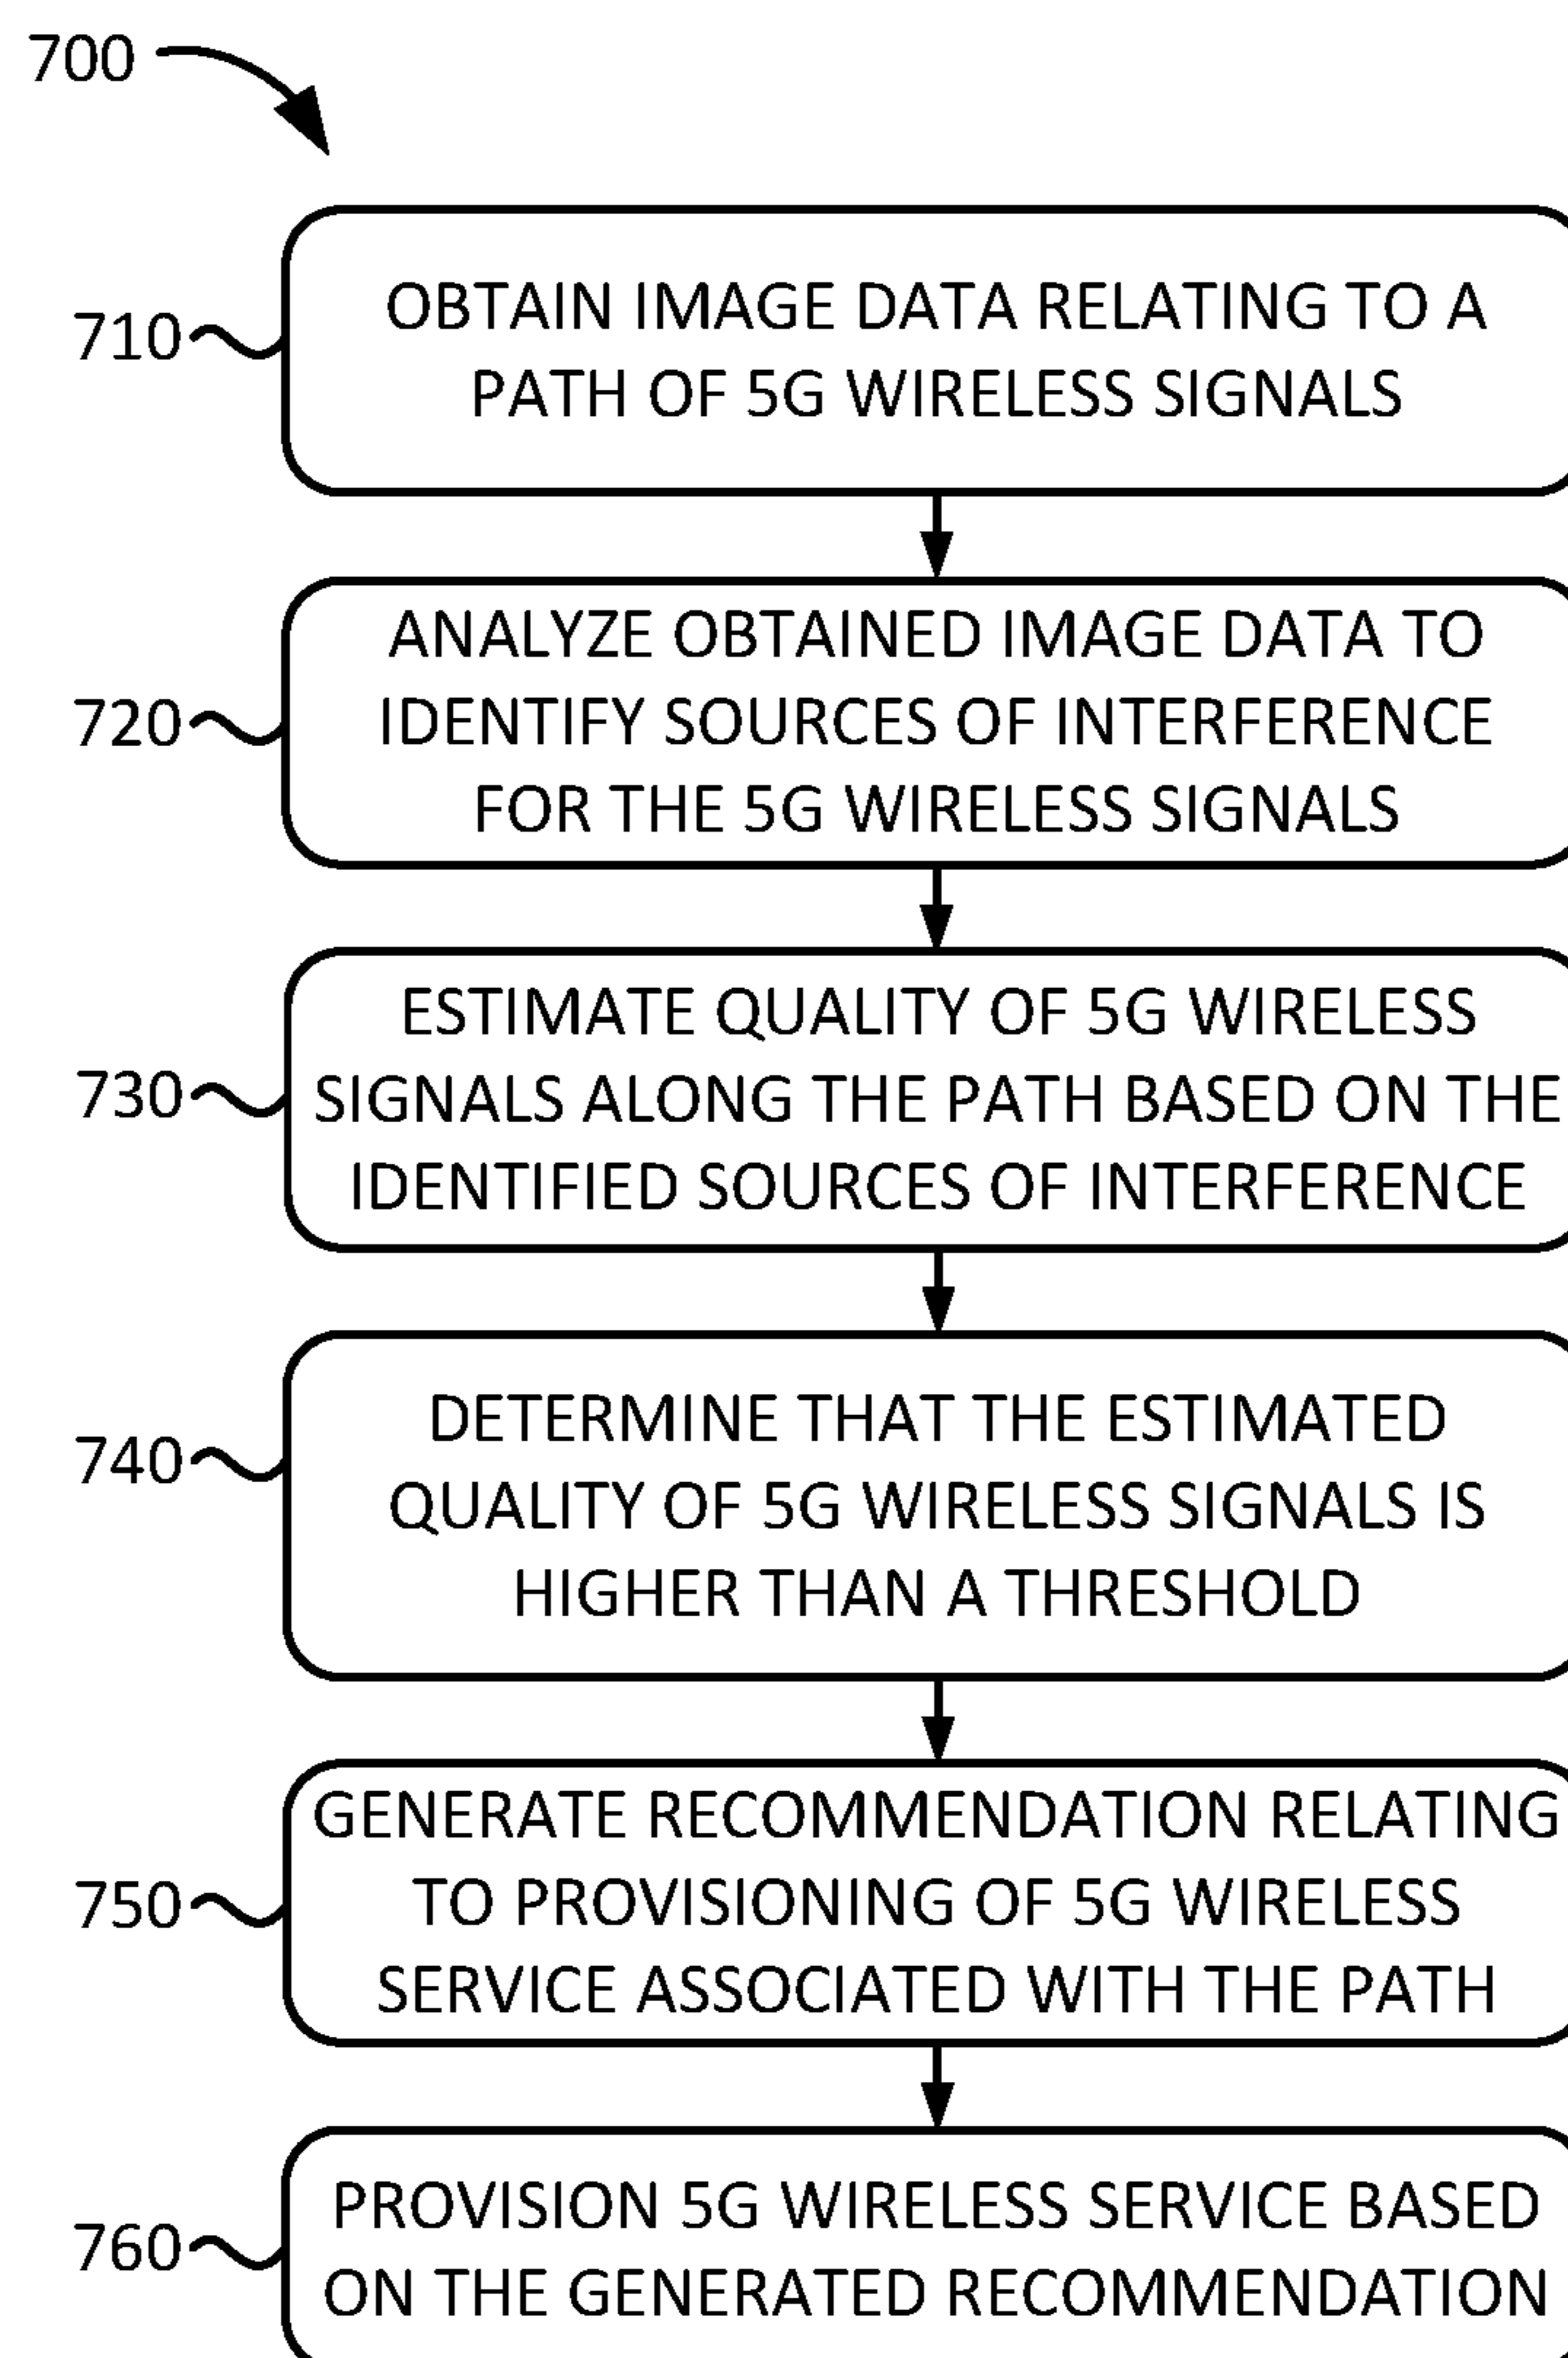 700
710
OBTAIN IMAGE DATA RELATING TO A
PATH OF 5G WIRELESS SIGNALS
720
ANALYZE OBTAINED IMAGE DATA TO
IDENTIFY SOURCES OF INTERFERENCE
FOR THE 5G WIRELESS SIGNALS
730
ESTIMATE QUALITY OF 5G WIRELESS
SIGNALS ALONG THE PATH BASED ON THE
IDENTIFIED SOURCES OF INTERFERENCE
740
DETERMINE THAT THE ESTIMATED
QUALITY OF 5G WIRELESS SIGNALS IS
HIGHER THAN A THRESHOLD
750
GENERATE RECOMMENDATION RELATING
TO PROVISIONING OF 5G WIRELESS
SERVICE ASSOCIATED WITH THE PATH
760
PROVISION 5G WIRELESS SERVICE BASED
ON THE GENERATED RECOMMENDATION